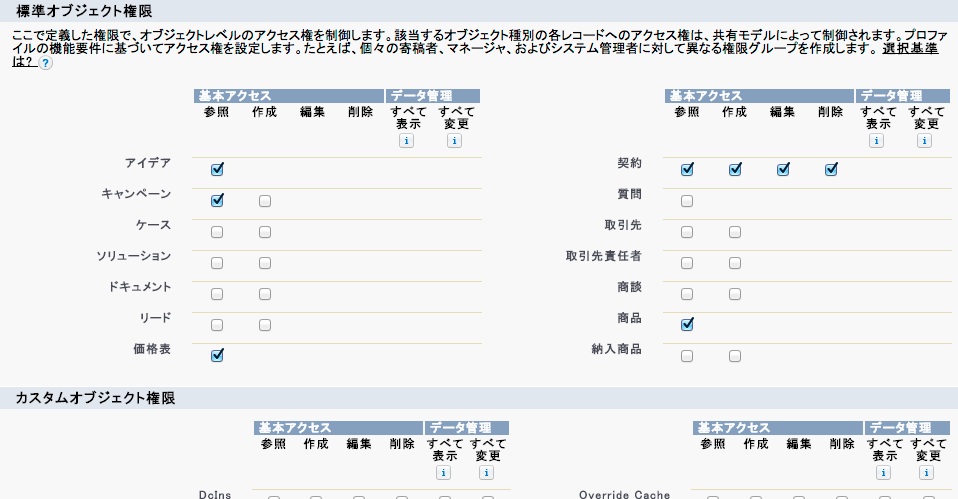 標準オブジェクト権限
ここで定義した権限で、オブジェクトレベルのアクセス権を制御します。該当するオブジェクト種別の各レコードへのアクセス権は、共有モデルによって制御されます。プロファ
イルの機能要件に基づいてアクセス権を設定します。たとえば、個々の寄稿者、マネージャ、およびシステム管理者に対して異なる権限グループを作成します。 選択基準
は? ?
基本アクセス データ管理 基本アクセス データ管理
参照 作成 編集 削除 すべて すべて 参照 作成 編集 削除 すべて すべて
表示 変更 表示 変更
i i i i
アイデア 契約
キャンペーン 質問
ケース 取引先
ソリューション 取引先責任者
ドキュメント 商談
リード 商品
価格表 納入商品
カスタムオブジェクト権限
基本アクセス データ管理 基本アクセス データ管理
参照 作成 編集 削除 すべて すべて 参照 作成 編集 削除 すべて すべて
表示 変更 表示 変更
i i i i
DcIns Override Cache